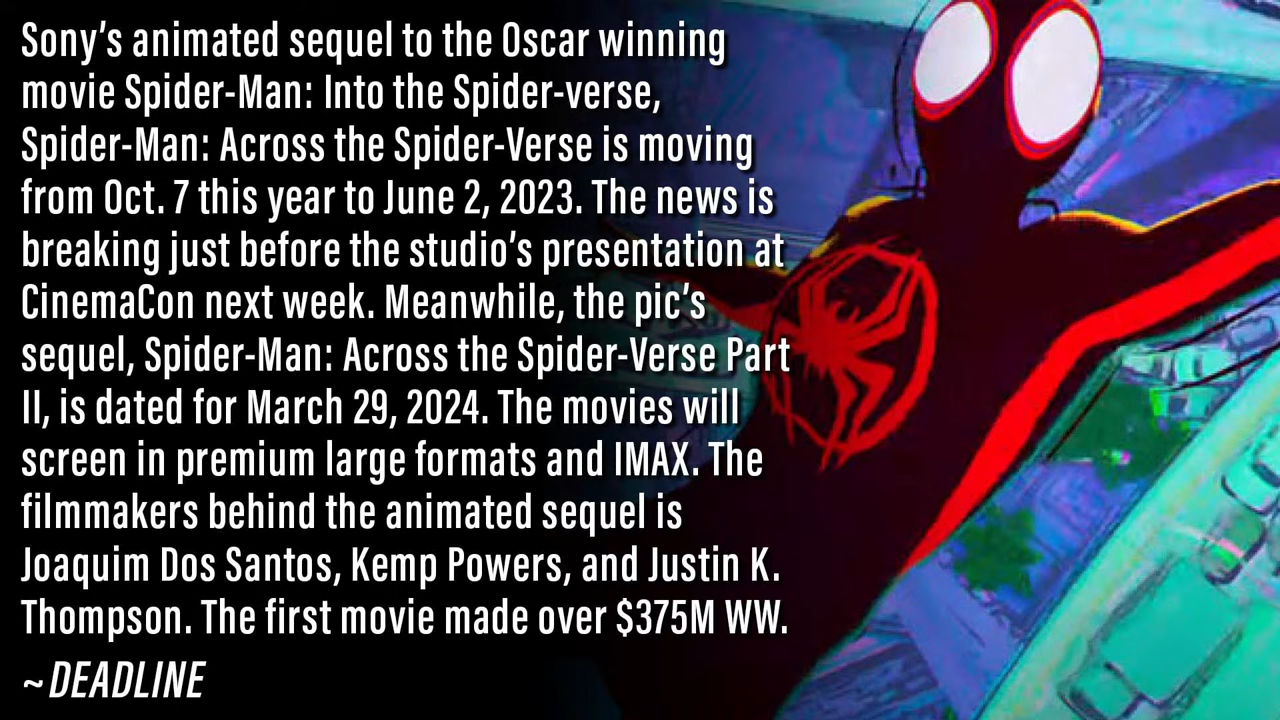 Sony’s animated sequel to the Oscar winning
movie Spider-Man: Into the Spider-verse,
Spider-Man: Across the Spider-Verse is moving
from Oct. 7 this year to June 2, 2023. The news is
breaking just before the studio’s presentation at
CinemaCon next week. Meanwhile, the pic’s
sequel, Spider-Man: Across the Spider-Verse Part
II, is dated for March 29, 2024. The movies will
screen in premium large formats and IMAX. The
filmmakers behind the animated sequel is
Joaquim Dos Santos, Kemp Powers, and Justin K.
Thompson. The first movie made over $375M WW.
~DEADLINE